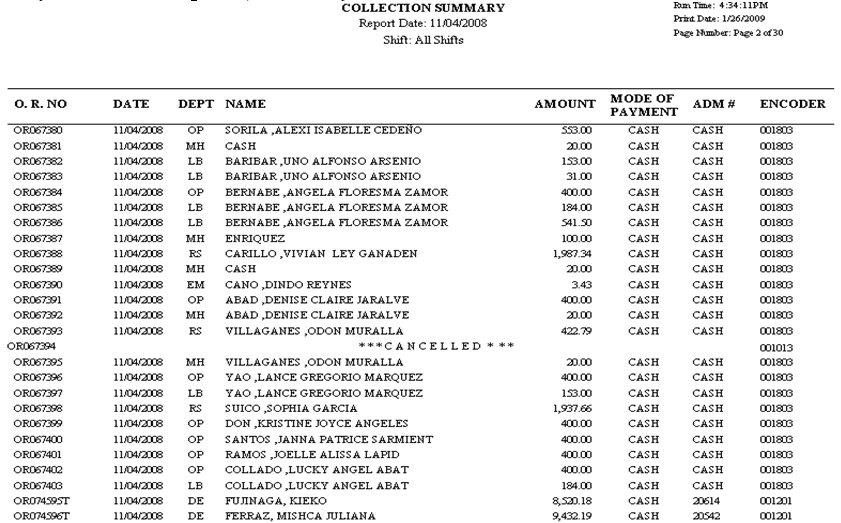 COLLECTION SUMMARY
Report Date: 11/04/2008
Shift: All Shifts
Run Time: 4:34:11PM
Print Date: 1/26/2009
Page Number: Page 2 of 30
O. R. NO DATE DEPT NAME AMOUNT MODE OF PAYMENT ADM # ENCODER
OR067380 11/04/2008 OP SORILA ,ALEXI ISABELLE CEDEÑO 553.00 CASH CASH 001803
OR067381 11/04/2008 MH CASH 20.00 CASH CASH 001803
OR067382 11/04/2008 LB BARIBAR ,UNO ALFONSO ARSENIO 153.00 CASH CASH 001803
OR067383 11/04/2008 LB BARIBAR ,UNO ALFONSO ARSENIO 31.00 CASH CASH 001803
OR067384 11/04/2008 OP BERNABE ,ANGELA FLORESMA ZAMOR 400.00 CASH CASH 001803
OR067385 11/04/2008 LB BERNABE ,ANGELA FLORESMA ZAMOR 184.00 CASH CASH 001803
OR067386 11/04/2008 LB BERNABE ,ANGELA FLORESMA ZAMOR 541.50 CASH CASH 001803
OR067387 11/04/2008 MH ENRIQUEZ 100.00 CASH CASH 001803
OR067388 11/04/2008 RS CARILLO ,VIVIAN LEY GANADEN 1,987.34 CASH CASH 001803
OR067389 11/04/2008 MH CASH 20.00 CASH CASH 001803
OR067390 11/04/2008 EM CANO ,DINDO REYNES 3.43 CASH CASH 001803
OR067391 11/04/2008 OP ABAD ,DENISE CLAIRE JARALVE 400.00 CASH CASH 001803
OR067392 11/04/2008 MH ABAD ,DENISE CLAIRE JARALVE 20.00 CASH CASH 001803
OR067393 11/04/2008 RS VILLAGANES ,ODON MURALLA 422.79 CASH CASH 001803
OR067394 ***C A N C E L L E D * ** 001013
OR067395 11/04/2008 MH VILLAGANES ,ODON MURALLA 20.00 CASH CASH 001803
OR067396 11/04/2008 OP YAO ,LANCE GREGORIO MARQUEZ 400.00 CASH CASH 001803
OR067397 11/04/2008 LB YAO ,LANCE GREGORIO MARQUEZ 153.00 CASH CASH 001803
OR067398 11/04/2008 RS SUICO ,SOPHIA GARCIA 1,937.66 CASH CASH 001803
OR067399 11/04/2008 OP DON ,KRISTINE JOYCE ANGELES 400.00 CASH CASH 001803
OR067400 11/04/2008 OP SANTOS ,JANNA PATRICE SARMIENT 400.00 CASH CASH 001803
OR067401 11/04/2008 OP RAMOS ,JOELLE ALISSA LAPID 400.00 CASH CASH 001803
OR067402 11/04/2008 OP COLLADO ,LUCKY ANGEL ABAT 400.00 CASH CASH 001803
OR067403 11/04/2008 LB COLLADO ,LUCKY ANGEL ABAT 184.00 CASH CASH 001803
OR074595T 11/04/2008 DE FUJINAGA, KIEKO 8,520.18 CASH 20614 001201
OR074596T 11/04/2008 DE FERRAZ, MISHCA JULIANA 9,432.19 CASH 20542 001201